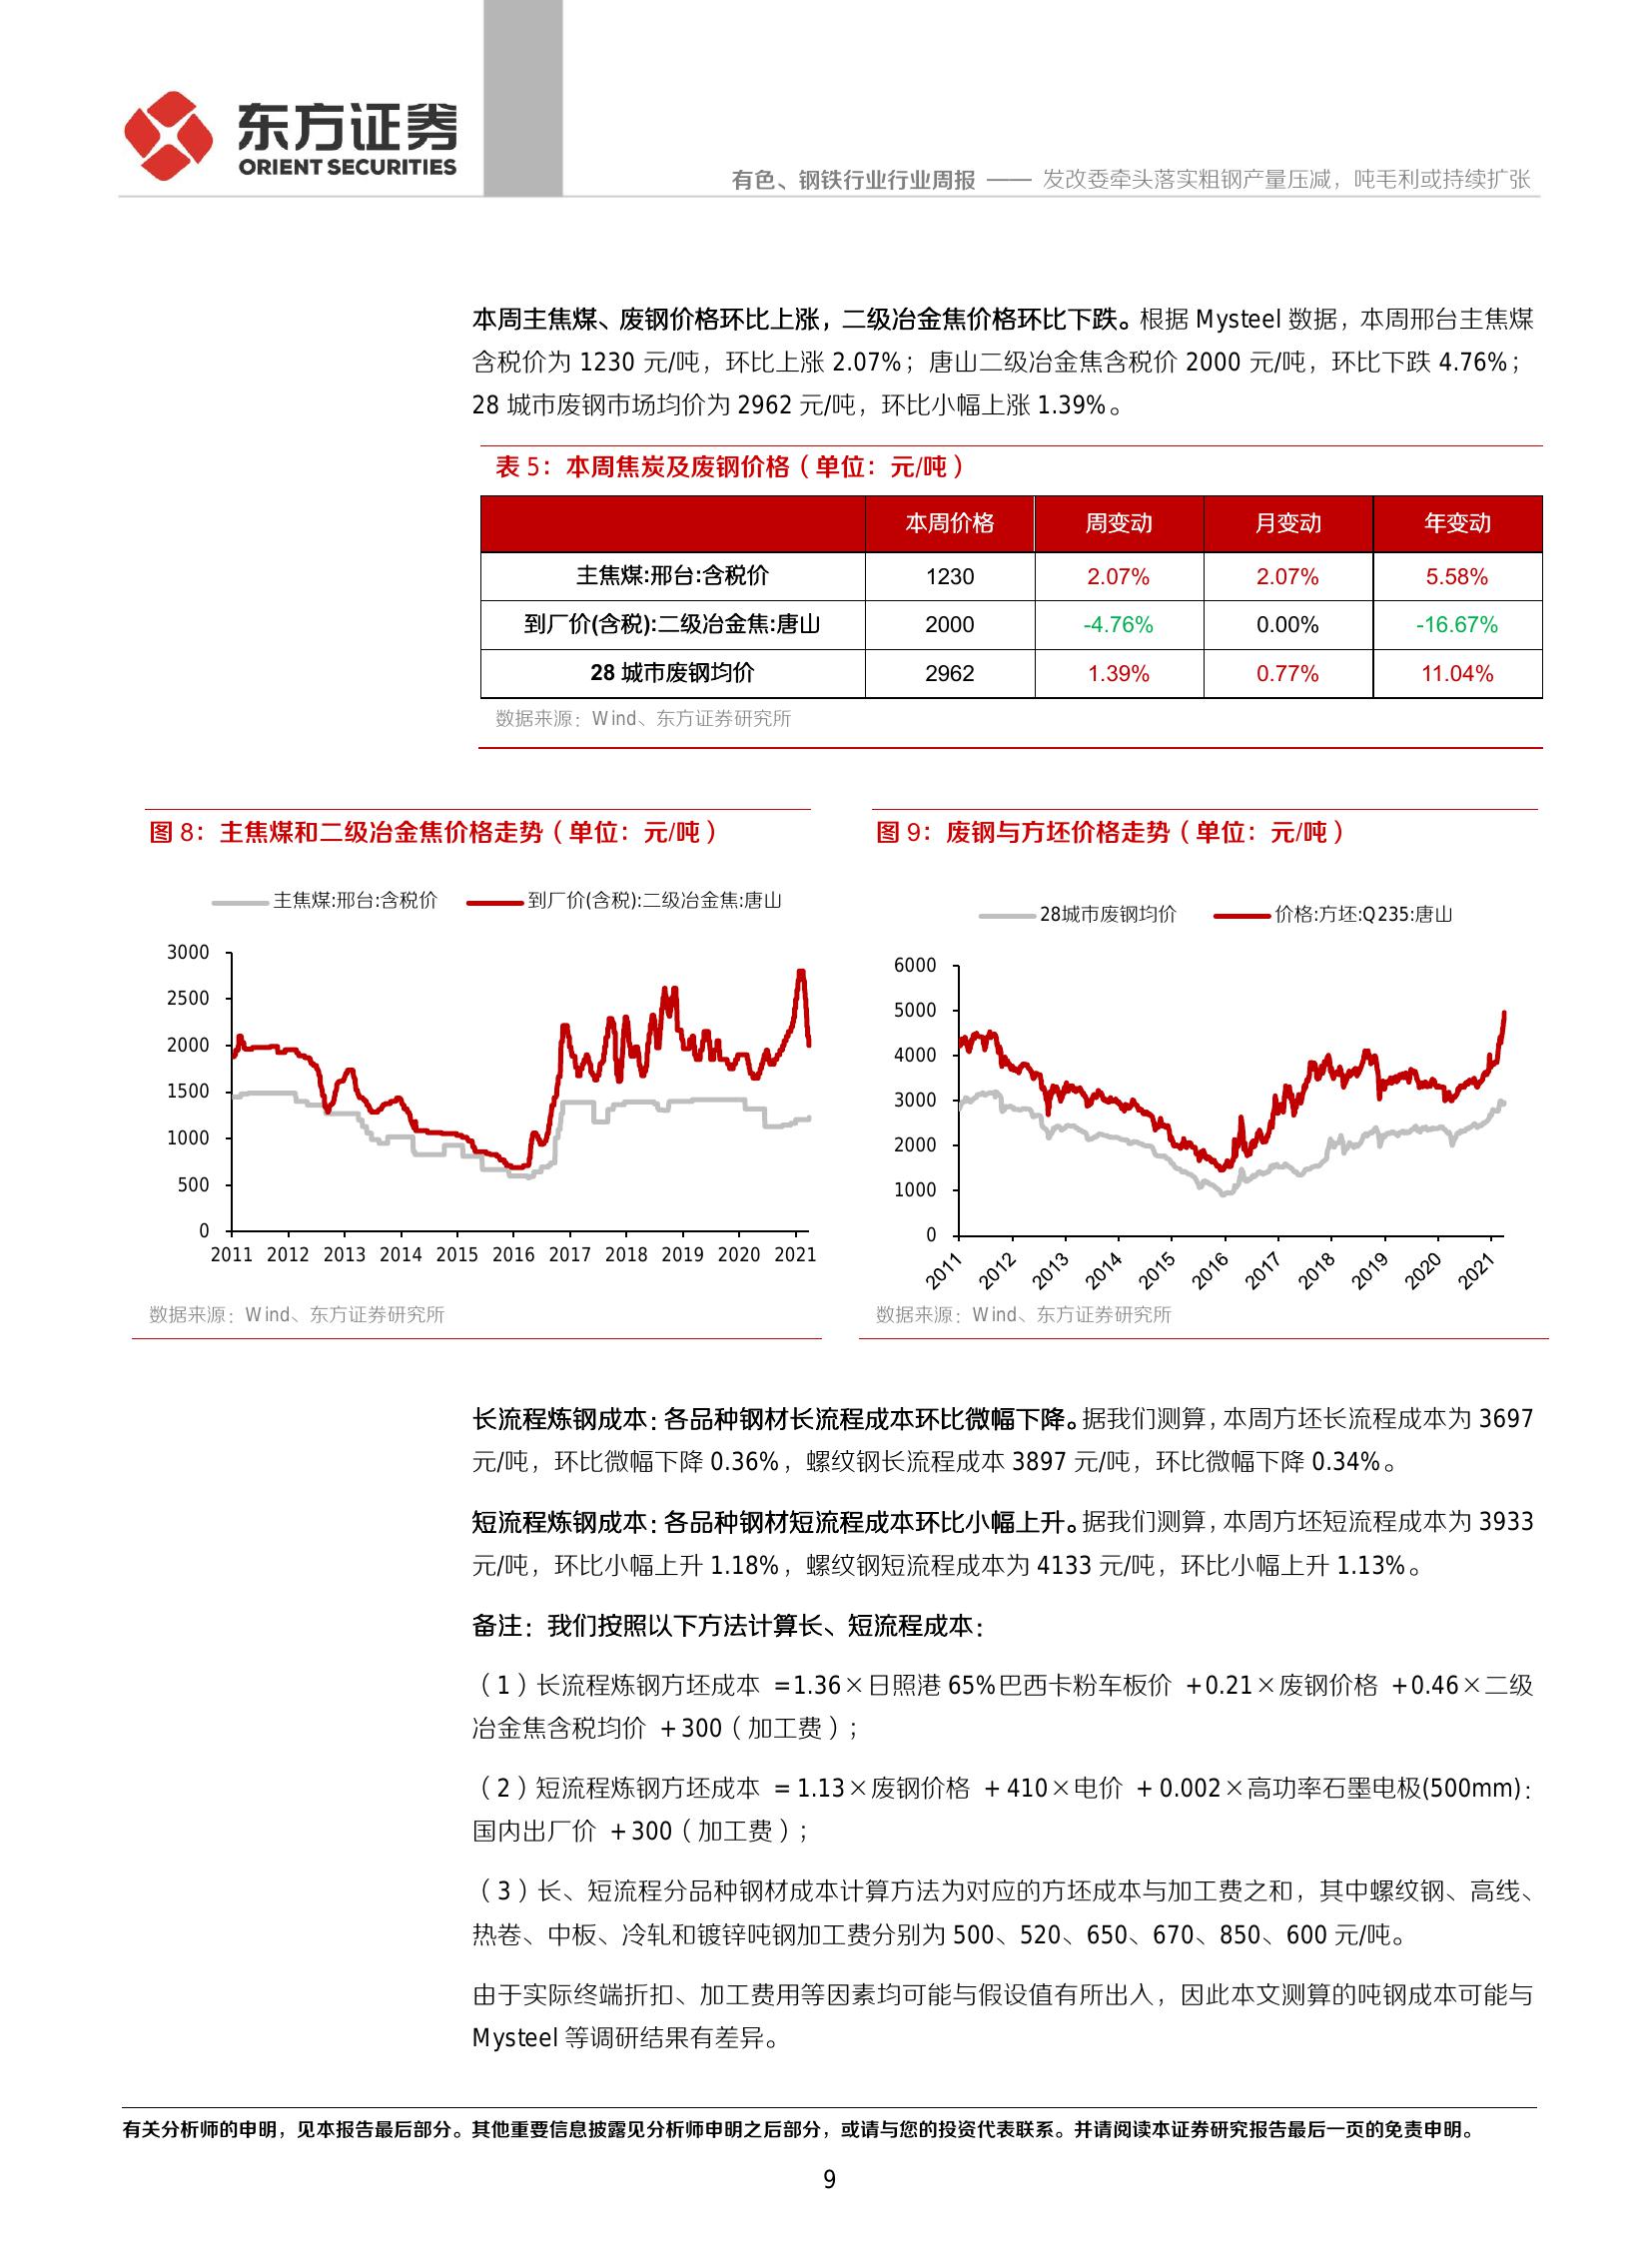 东方证券
ORIENT SECURITIES
有色、钢铁行业行业周报 —— 发改委牵头落实粗钢产量压减，吨毛利或持续扩张
本周主焦煤、废钢价格环比上涨，二级冶金焦价格环比下跌。根据 Mysteel 数据，本周邢台主焦煤
含税价为 1230 元/吨，环比上涨 2.07%；唐山二级冶金焦含税价 2000 元/吨，环比下跌 4.76%；
28 城市废钢市场均价为 2962 元/吨，环比小幅上涨 1.39%。
表 5：本周焦炭及废钢价格（单位：元/吨）
本周价格 周变动 月变动 年变动
主焦煤:邢台:含税价 1230 2.07% 2.07% 5.58%
到厂价(含税):二级冶金焦:唐山 2000 -4.76% 0.00% -16.67%
28 城市废钢均价 2962 1.39% 0.77% 11.04%
数据来源：Wind、东方证券研究所
图 8：主焦煤和二级冶金焦价格走势（单位：元/吨）
主焦煤:邢台:含税价 到厂价(含税):二级冶金焦:唐山
3000
2500
2000
1500
1000
500
0
2011 2012 2013 2014 2015 2016 2017 2018 2019 2020 2021
数据来源：Wind、东方证券研究所
图 9：废钢与方坯价格走势（单位：元/吨）
28城市废钢均价 价格:方坯:Q235:唐山
6000
5000
4000
3000
2000
1000
0
2011 2012 2013 2014 2015 2016 2017 2018 2019 2020 2021
数据来源：Wind、东方证券研究所
长流程炼钢成本：各品种钢材长流程成本环比微幅下降。据我们测算，本周方坯长流程成本为 3697
元/吨，环比微幅下降 0.36%，螺纹钢长流程成本 3897 元/吨，环比微幅下降 0.34%。
短流程炼钢成本：各品种钢材短流程成本环比小幅上升。据我们测算，本周方坯短流程成本为 3933
元/吨，环比小幅上升 1.18%，螺纹钢短流程成本为 4133 元/吨，环比小幅上升 1.13%。
备注：我们按照以下方法计算长、短流程成本：
（1）长流程炼钢方坯成本 =1.36×日照港 65%巴西卡粉车板价 +0.21×废钢价格 +0.46×二级
冶金焦含税均价 +300（加工费）；
（2）短流程炼钢方坯成本 =1.13×废钢价格 +410×电价 +0.002×高功率石墨电极(500mm)：
国内出厂价 +300（加工费）；
（3）长、短流程分品种钢材成本计算方法为对应的方坯成本与加工费之和，其中螺纹钢、高线、
热卷、中板、冷轧和镀锌吨钢加工费分别为 500、520、650、670、850、600 元/吨。
由于实际终端折扣、加工费用等因素均可能与假设值有所出入，因此本文测算的吨钢成本可能与
Mysteel 等调研结果有差异。
有关分析师的申明，见本报告最后部分。其他重要信息披露见分析师申明之后部分，或请与您的投资代表联系。并请阅读本证券研究报告最后一页的免责申明。
9